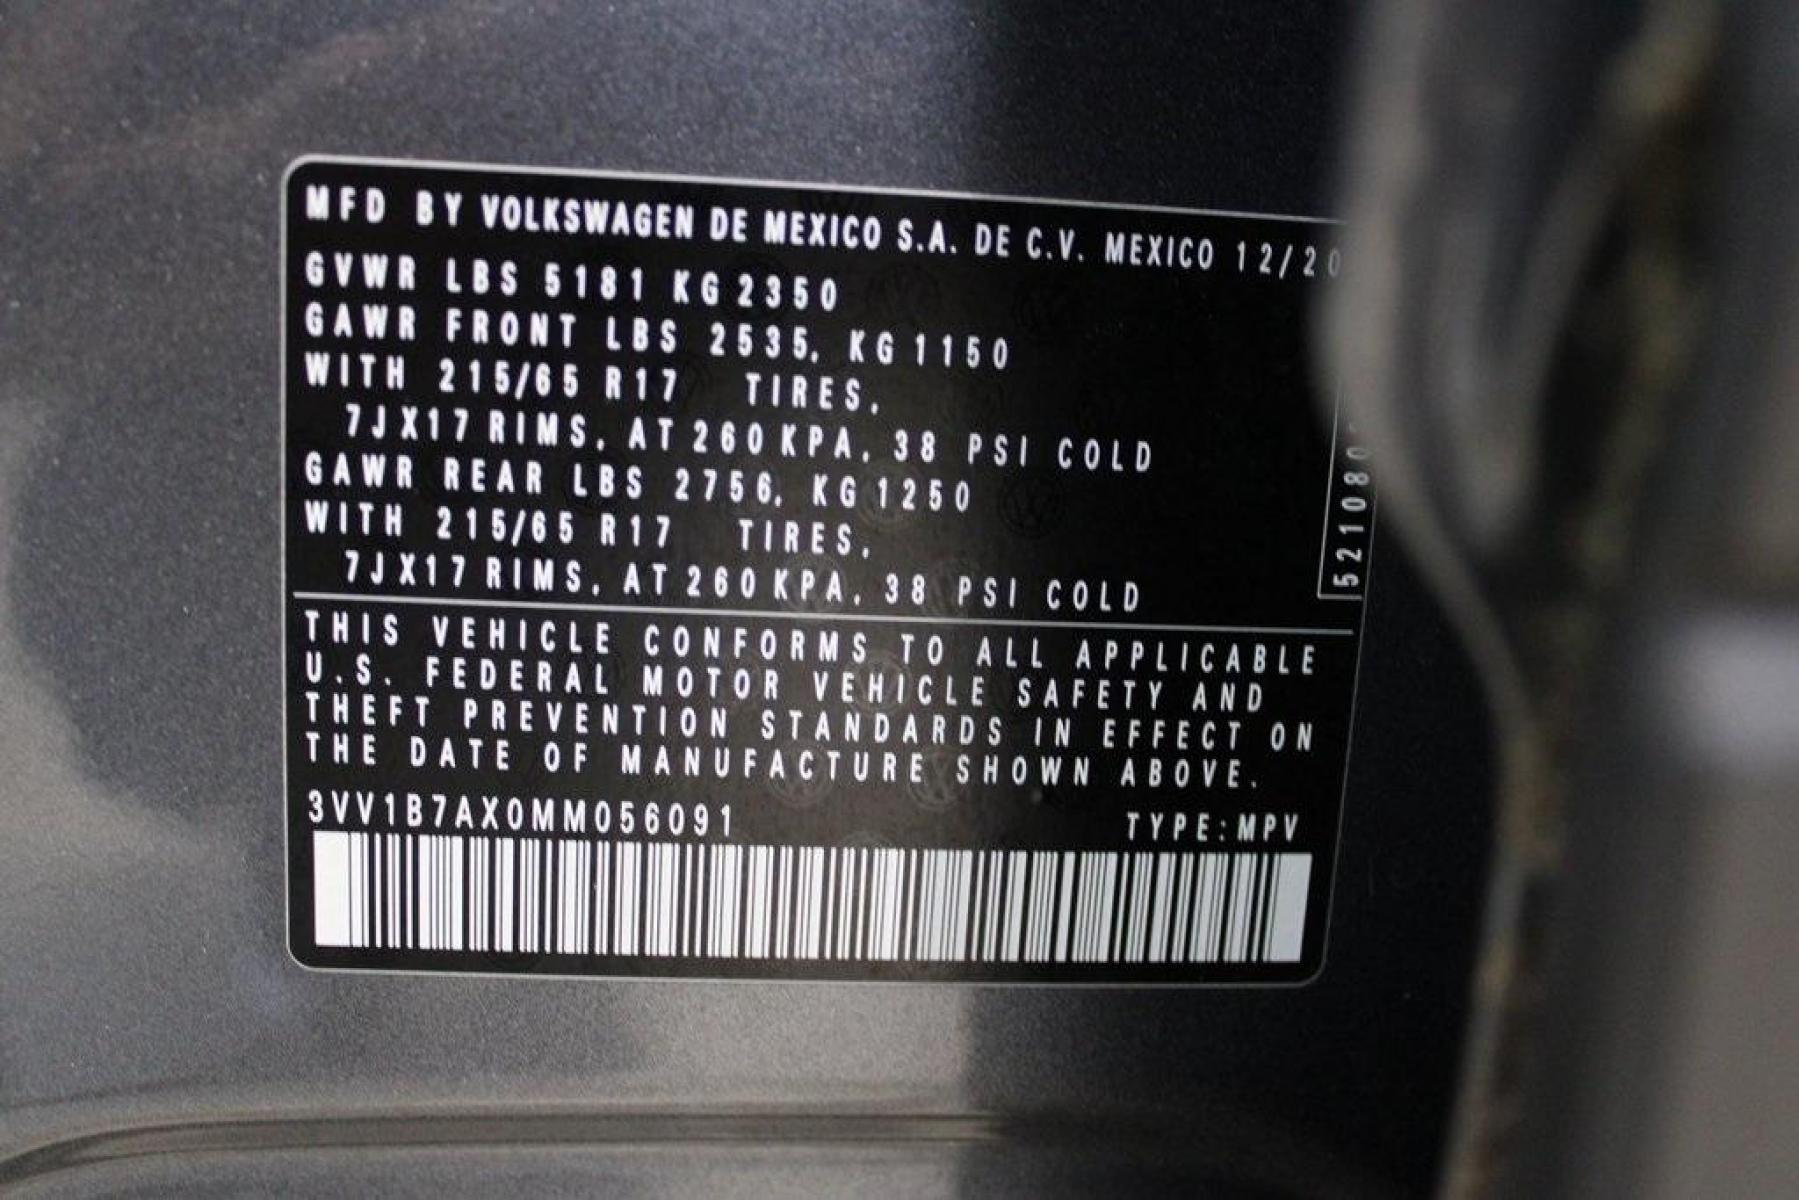 MFD BY VOLKSWAGEN DE MEXICO S.A. DE C.V. MEXICO 12/20
GVWR LBS 5181 KG 2350
GAWR FRONT LBS 2535, KG 1150
WITH 215/65 R17 TIRES,
7JX17 RIMS, AT 260 KPA, 38 PSI COLD
GAWR REAR LBS 2756, KG 1250
WITH 215/65 R17 TIRES,
7JX17 RIMS, AT 260 KPA, 38 PSI COLD
THIS VEHICLE CONFORMS TO ALL APPLICABLE
U.S. FEDERAL MOTOR VEHICLE SAFETY AND
THEFT PREVENTION STANDARDS IN EFFECT ON
THE DATE OF MANUFACTURE SHOWN ABOVE.
3VV1B7AX0MM056091 TYPE:MPV